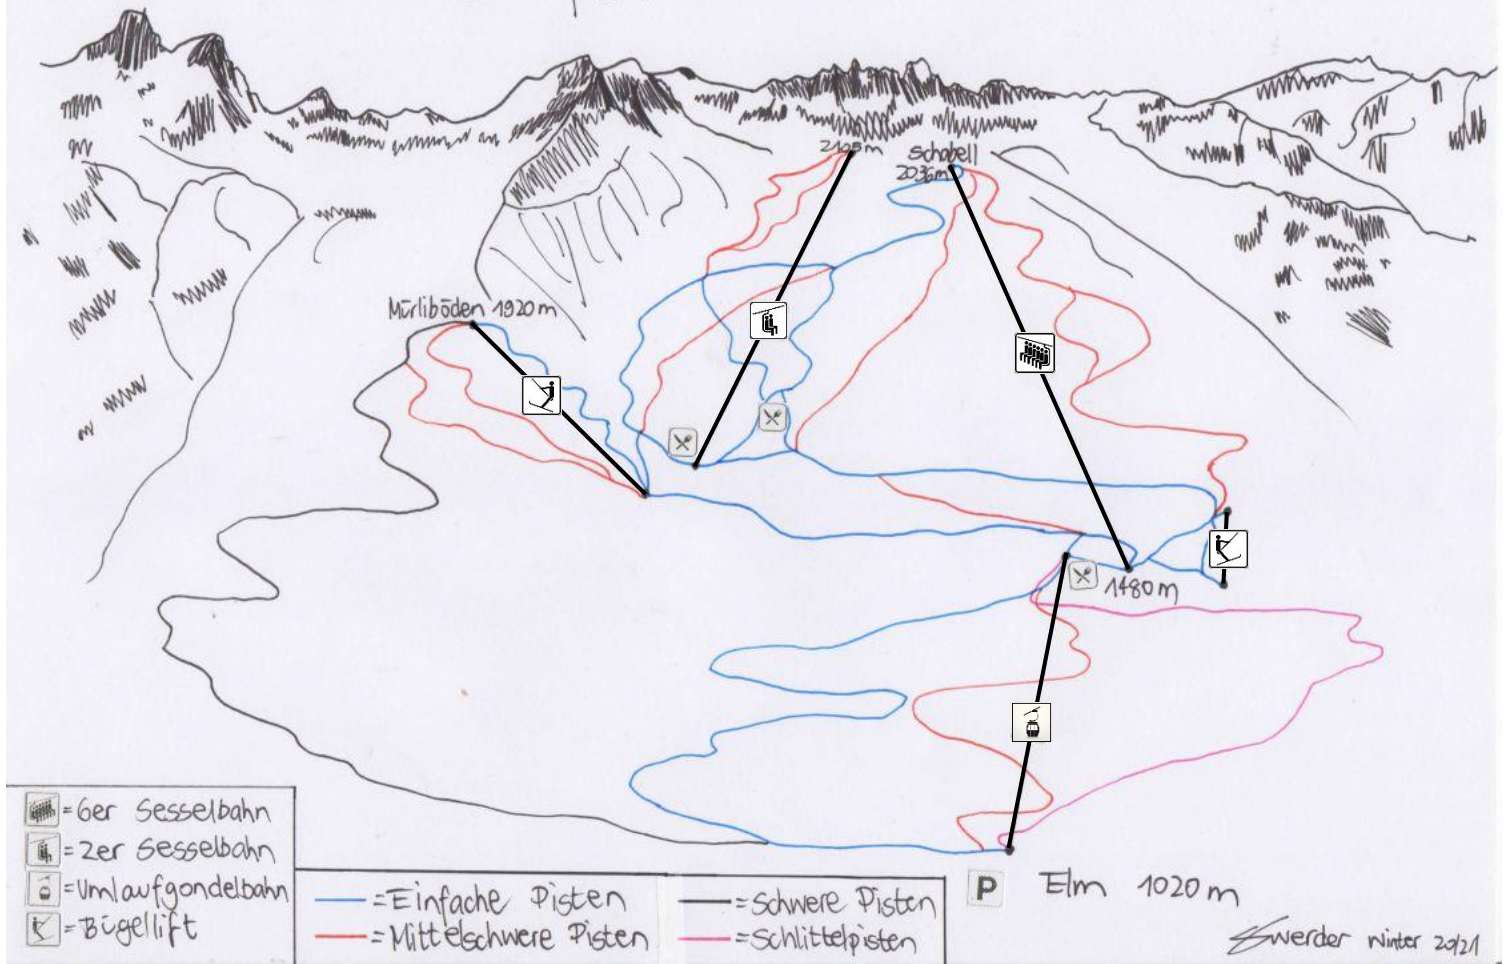 2105m
Schabell
2036m
Mürliböden 1920m
1480m
=6er Sesselbahn
=2er Sesselbahn
=Umlaufgondelbahn
=Bügellift
=Einfache Pisten
=Mittelschwere Pisten
=Schwere Pisten
=Schlittelpisten
P Elm 1020m
Swerder Winter 20/21